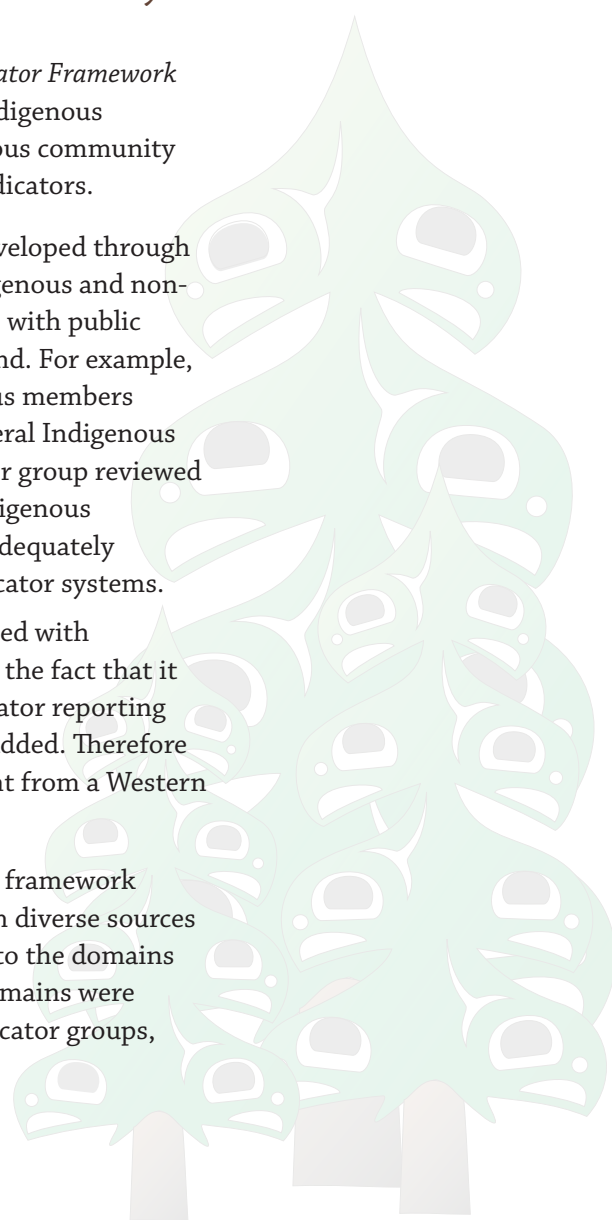 ator Framework
digenous
ous community
dicators.
veloped through
genous and non-
with public
nd. For example,
us members
eral Indigenous
r group reviewed
igenous
dequately
cator systems.
ed with
the fact that it
ator reporting
dded. Therefore
nt from a Western
framework
n diverse sources
to the domains
mains were
cator groups,